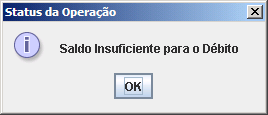 Status da Operação
Saldo Insuficiente para o Débito
OK